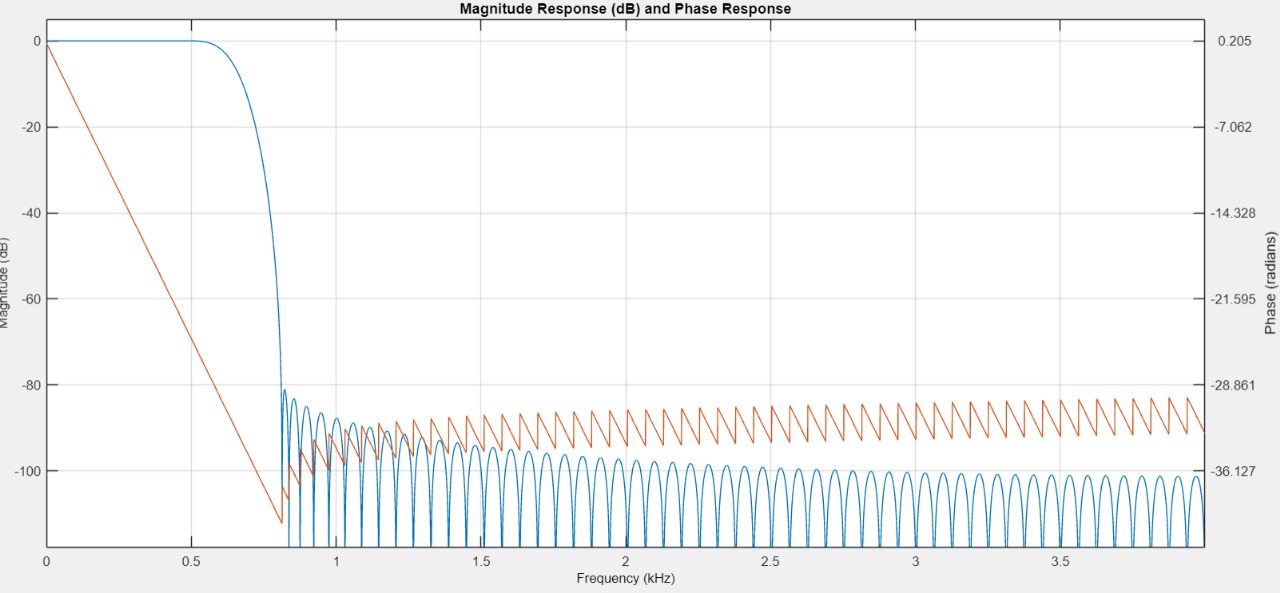 Magnitude Response (dB) and Phase Response
0
-20
-40
-60
-80
-100
Magnitude (dB)
0.205
-7.062
-14.328
-21.595
-28.861
-36.127
Phase (radians)
0 0.5 1 1.5 2 2.5 3 3.5
Frequency (kHz)